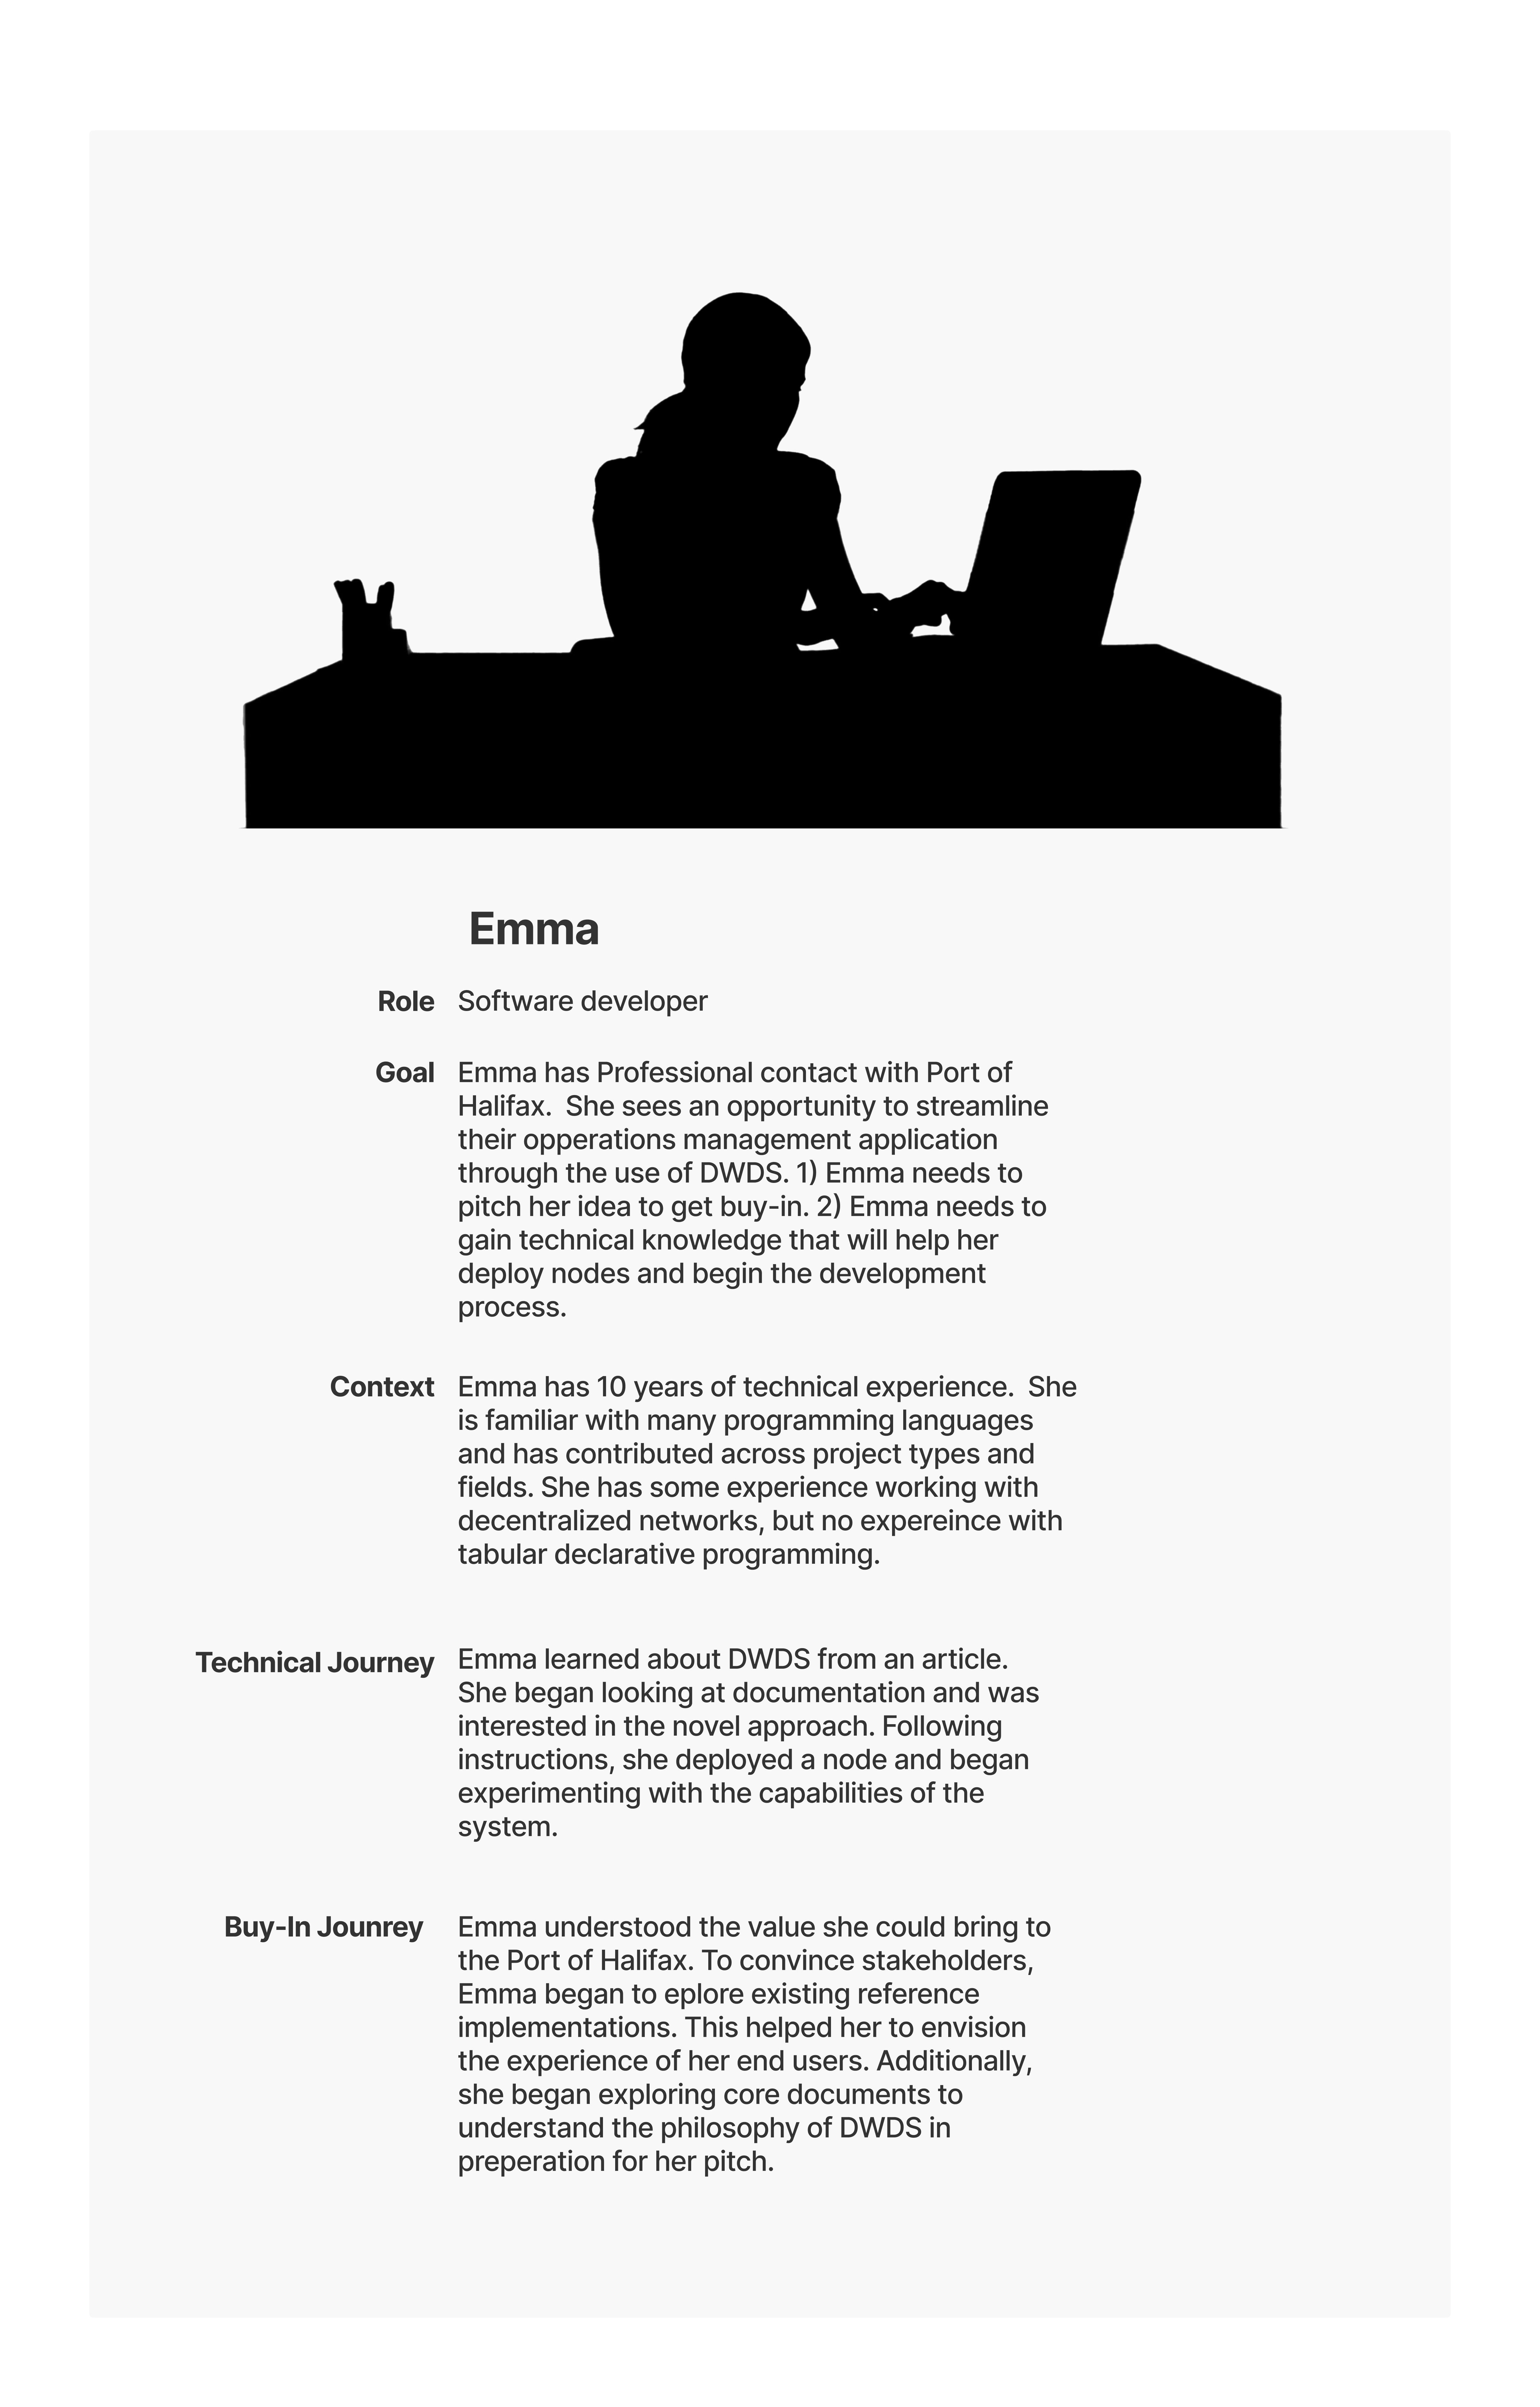 Emma
Role Software developer
Goal Emma has Professional contact with Port of
Halifax.  She sees an opportunity to streamline
their opperations management application
through the use of DWDS. 1) Emma needs to
pitch her idea to get buy-in. 2) Emma needs to
gain technical knowledge that will help her
deploy nodes and begin the development
process.
Context Emma has 10 years of technical experience.  She
is familiar with many programming languages
and has contributed across project types and
fields. She has some experience working with
decentralized networks, but no expereince with
tabular declarative programming.
Technical Journey Emma learned about DWDS from an article.
She began looking at documentation and was
interested in the novel approach. Following
instructions, she deployed a node and began
experimenting with the capabilities of the
system.
Buy-In Jounrey Emma understood the value she could bring to
the Port of Halifax. To convince stakeholders,
Emma began to eplore existing reference
implementations. This helped her to envision
the experience of her end users. Additionally,
she began exploring core documents to
understand the philosophy of DWDS in
preperation for her pitch.